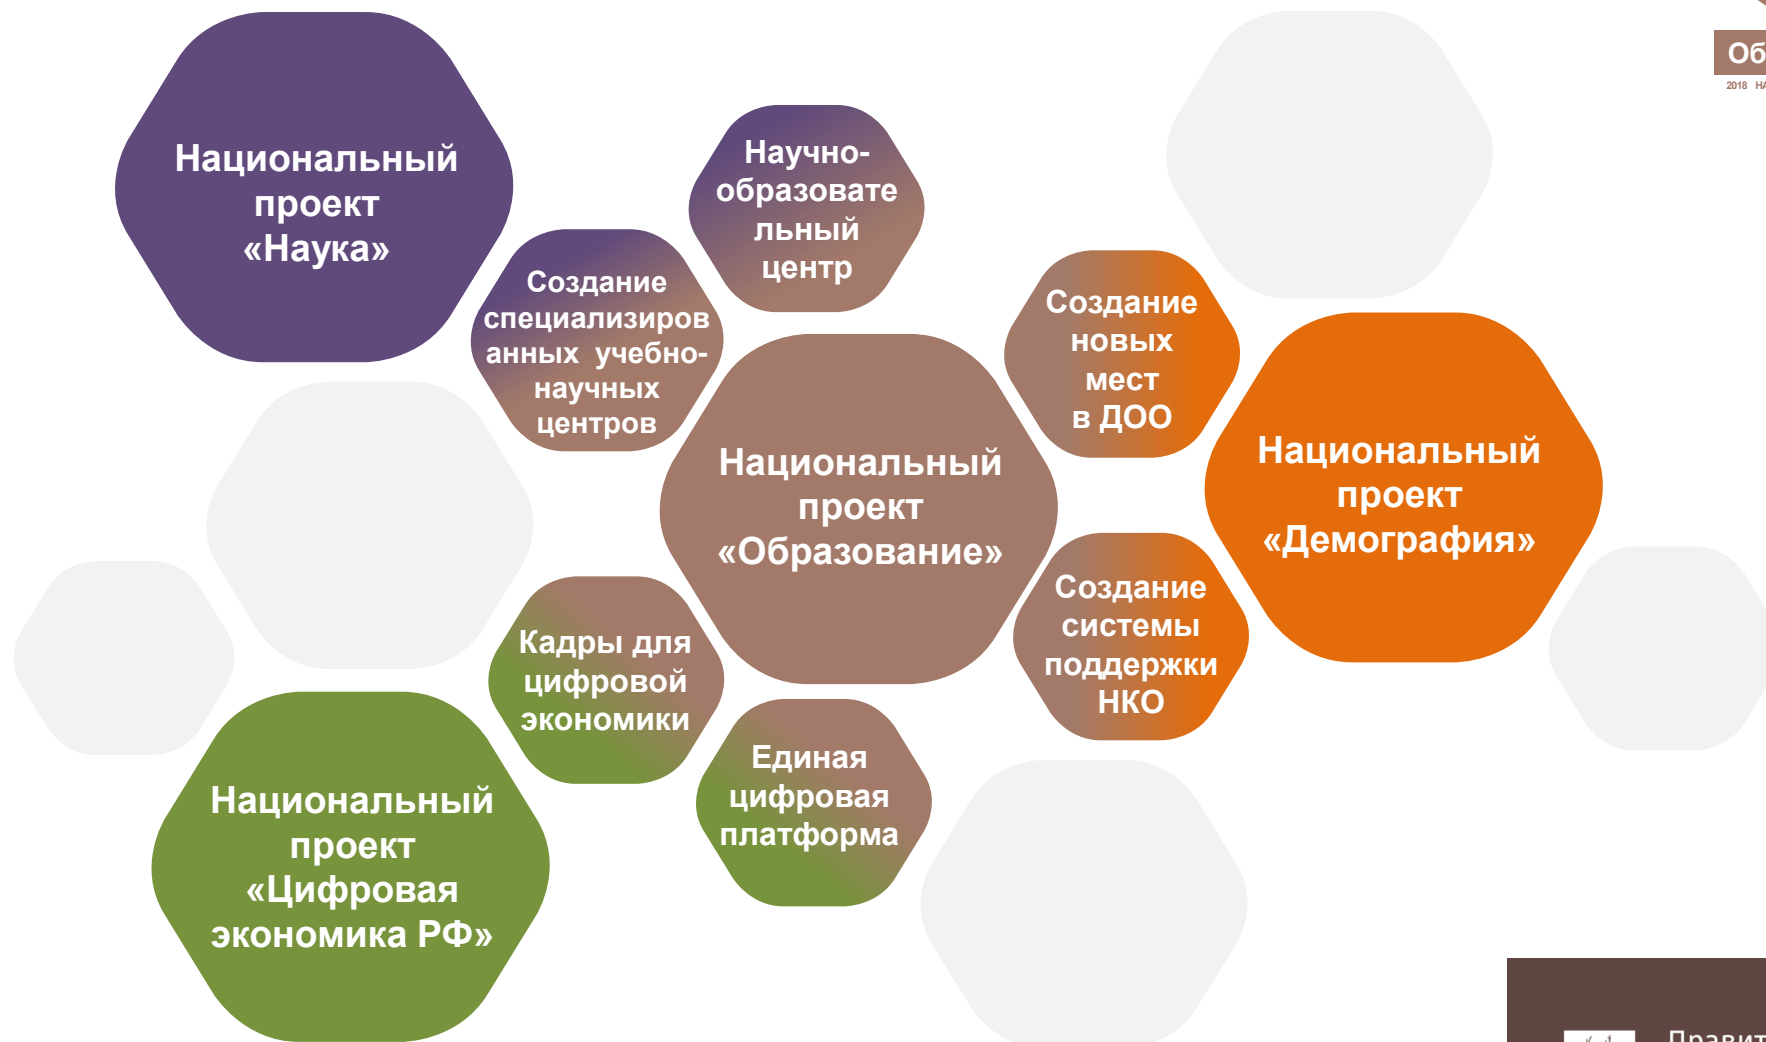 Национальный
проект
«Наука»
Научно-
образовате
льный
центр
Создание
специализиров
анных учебно-
научных
центров
Создание
новых
мест
в ДОО
Национальный
проект
«Образование»
Национальный
проект
«Демография»
Создание
системы
поддержки
НКО
Кадры для
цифровой
экономики
Единая
цифровая
платформа
Национальный
проект
«Цифровая
экономика РФ»
Об
2018 НА
Правит